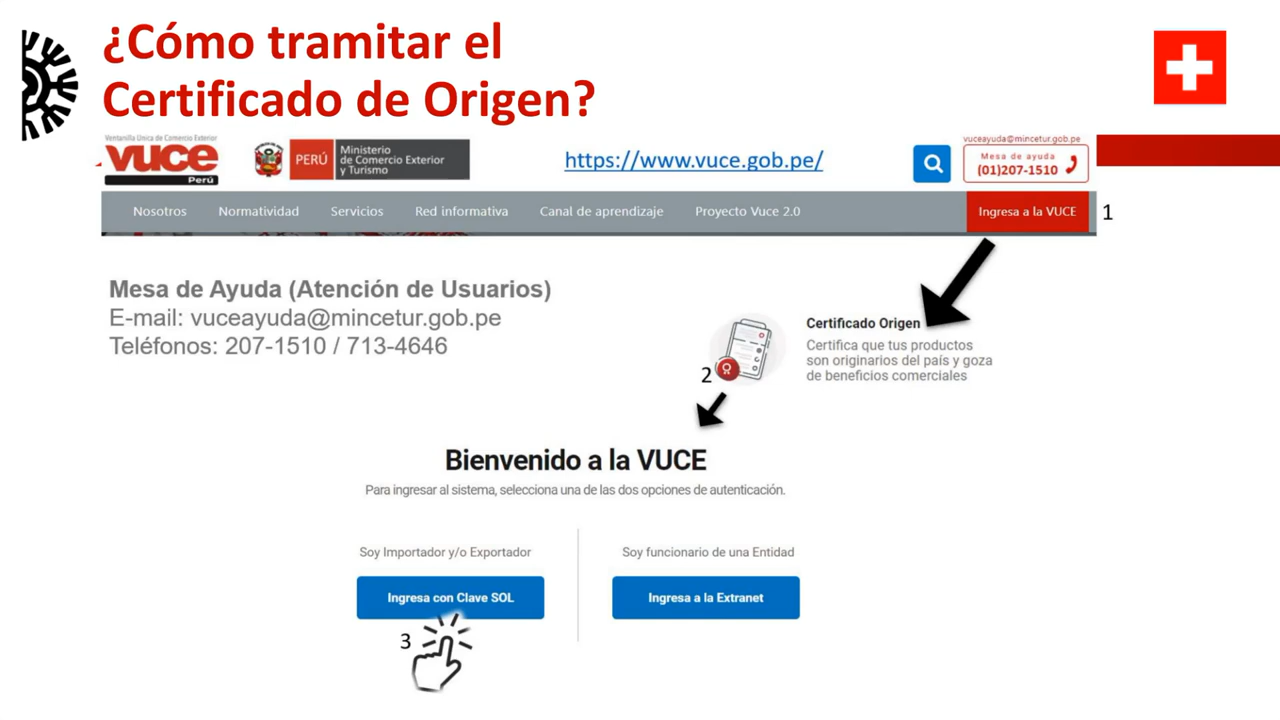 ¿Cómo tramitar el
Certificado de Origen?
Ventanilla Única de Comercio Exterior
vuce
Perú
PERÚ
Ministerio
de Comercio Exterior
y Turismo
https://www.vuce.gob.pe/
vuceayuda@mincetur.gob.pe
Mesa de ayuda
(01)207-1510
Nosotros
Normatividad
Servicios
Red informativa
Canal de aprendizaje
Proyecto Vuce 2.0
Ingresa a la VUCE
1
Mesa de Ayuda (Atención de Usuarios)
E-mail: vuceayuda@mincetur.gob.pe
Teléfonos: 207-1510 / 713-4646
Certificado Origen
Certifica que tus productos
son originarios del país y goza
de beneficios comerciales
2
Bienvenido a la VUCE
Para ingresar al sistema, selecciona una de las dos opciones de autenticación.
Soy Importador y/o Exportador
Ingresa con Clave SOL
3
Soy funcionario de una Entidad
Ingresa a la Extranet